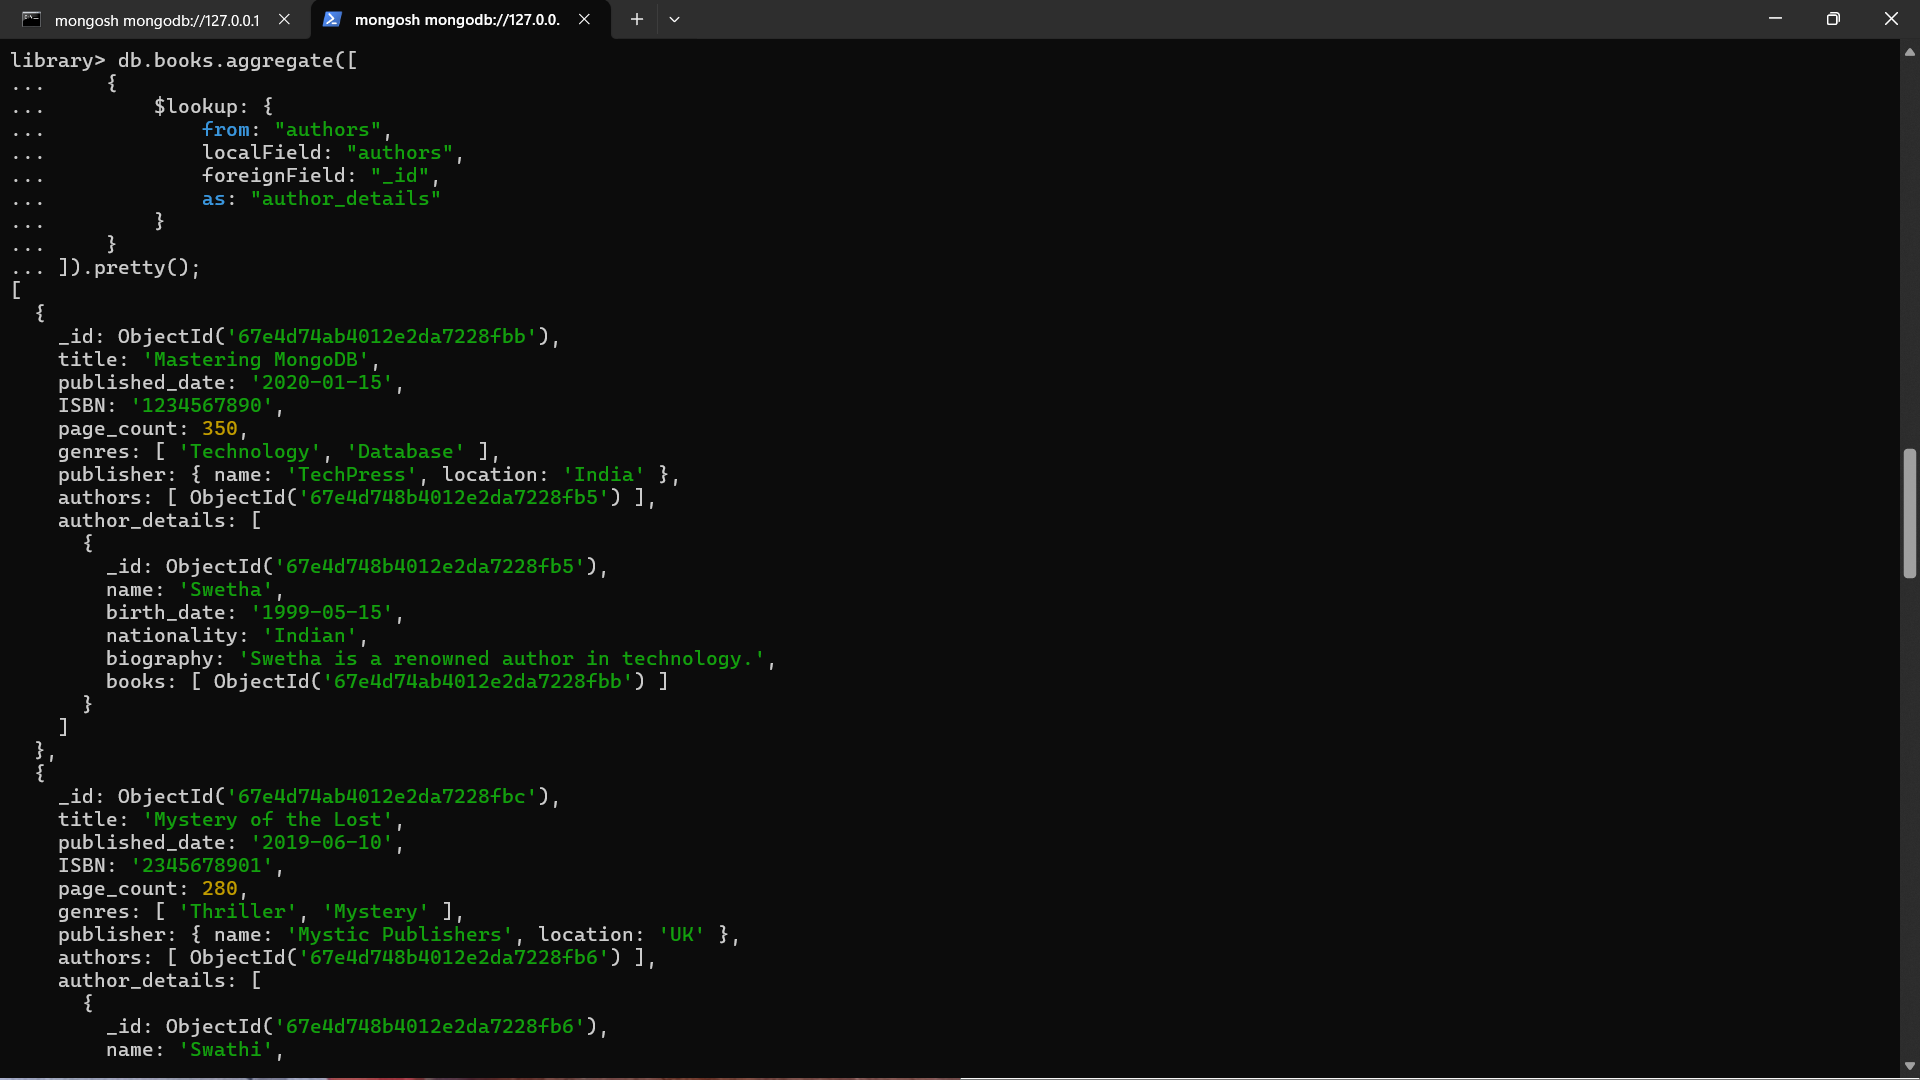 mongosh mongodb://127.0.0.1
mongosh mongodb://127.0.0.
library> db.books.aggregate([
...     {
...         $lookup: {
...             from: "authors",
...             localField: "authors",
...             foreignField: "_id",
...             as: "author_details"
...         }
...     }
... ]).pretty();
[
  {
    _id: ObjectId('67e4d74ab4012e2da7228fbb'),
    title: 'Mastering MongoDB',
    published_date: '2020-01-15',
    ISBN: '1234567890',
    page_count: 350,
    genres: [ 'Technology', 'Database' ],
    publisher: { name: 'TechPress', location: 'India' },
    authors: [ ObjectId('67e4d748b4012e2da7228fb5') ],
    author_details: [
      {
        _id: ObjectId('67e4d748b4012e2da7228fb5'),
        name: 'Swetha',
        birth_date: '1999-05-15',
        nationality: 'Indian',
        biography: 'Swetha is a renowned author in technology.',
        books: [ ObjectId('67e4d74ab4012e2da7228fbb') ]
      }
    ]
  },
  {
    _id: ObjectId('67e4d74ab4012e2da7228fbc'),
    title: 'Mystery of the Lost',
    published_date: '2019-06-10',
    ISBN: '2345678901',
    page_count: 280,
    genres: [ 'Thriller', 'Mystery' ],
    publisher: { name: 'Mystic Publishers', location: 'UK' },
    authors: [ ObjectId('67e4d748b4012e2da7228fb6') ],
    author_details: [
      {
        _id: ObjectId('67e4d748b4012e2da7228fb6'),
        name: 'Swathi',